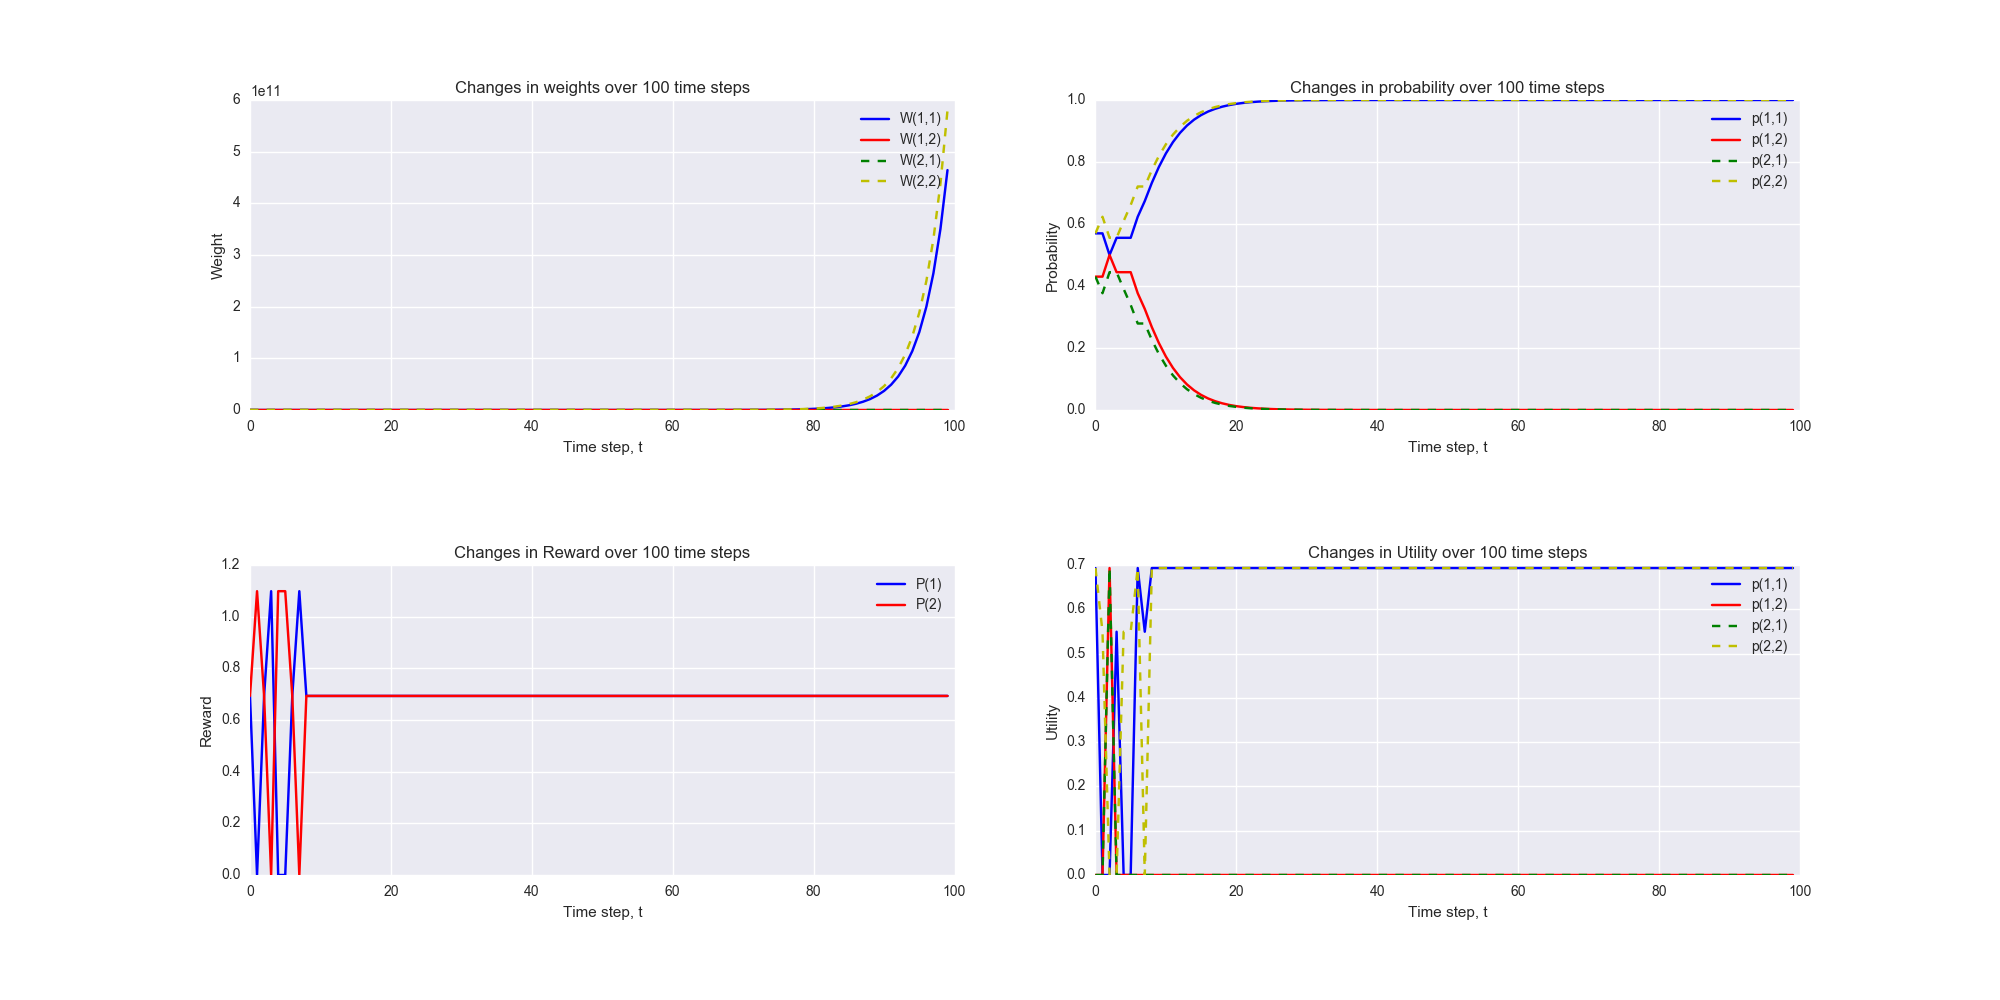 Changes in weights over 100 time steps
1e11
6
5
4
3
2
1
0
Weight
0 20 40 60 80 100
Time step, t
W(1,1)
W(1,2)
W(2,1)
W(2,2)
Changes in probability over 100 time steps
1.0
0.8
0.6
0.4
0.2
0.0
Probability
0 20 40 60 80 100
Time step, t
p(1,1)
p(1,2)
p(2,1)
p(2,2)
Changes in Reward over 100 time steps
1.2
1.0
0.8
0.6
0.4
0.2
0.0
Reward
0 20 40 60 80 100
Time step, t
P(1)
P(2)
Changes in Utility over 100 time steps
0.7
0.6
0.5
0.4
0.3
0.2
0.1
0.0
Utility
0 20 40 60 80 100
Time step, t
p(1,1)
p(1,2)
p(2,1)
p(2,2)